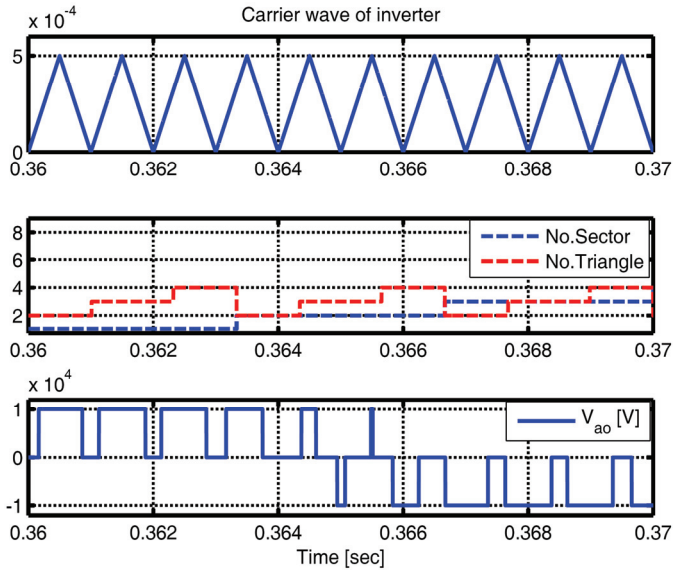 Carrier wave of inverter
x 10-4
5
0
0.36 0.362 0.364 0.366 0.368 0.37
8
6
4
2
No.Sector
No.Triangle
0.36 0.362 0.364 0.366 0.368 0.37
x 10 4
1
0
-1
Vao [V]
0.36 0.362 0.364 0.366 0.368 0.37
Time [sec]